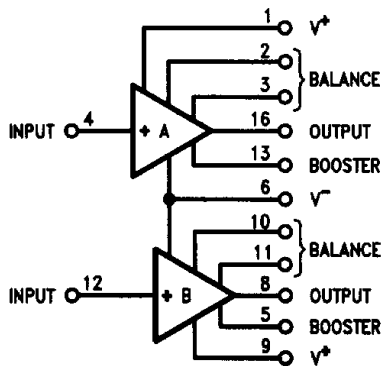 1 V+
2
3 BALANCE
INPUT 4 + A 16 OUTPUT
13 BOOSTER
6 V−
10
11 BALANCE
INPUT 12 + B 8 OUTPUT
5 BOOSTER
9 V+